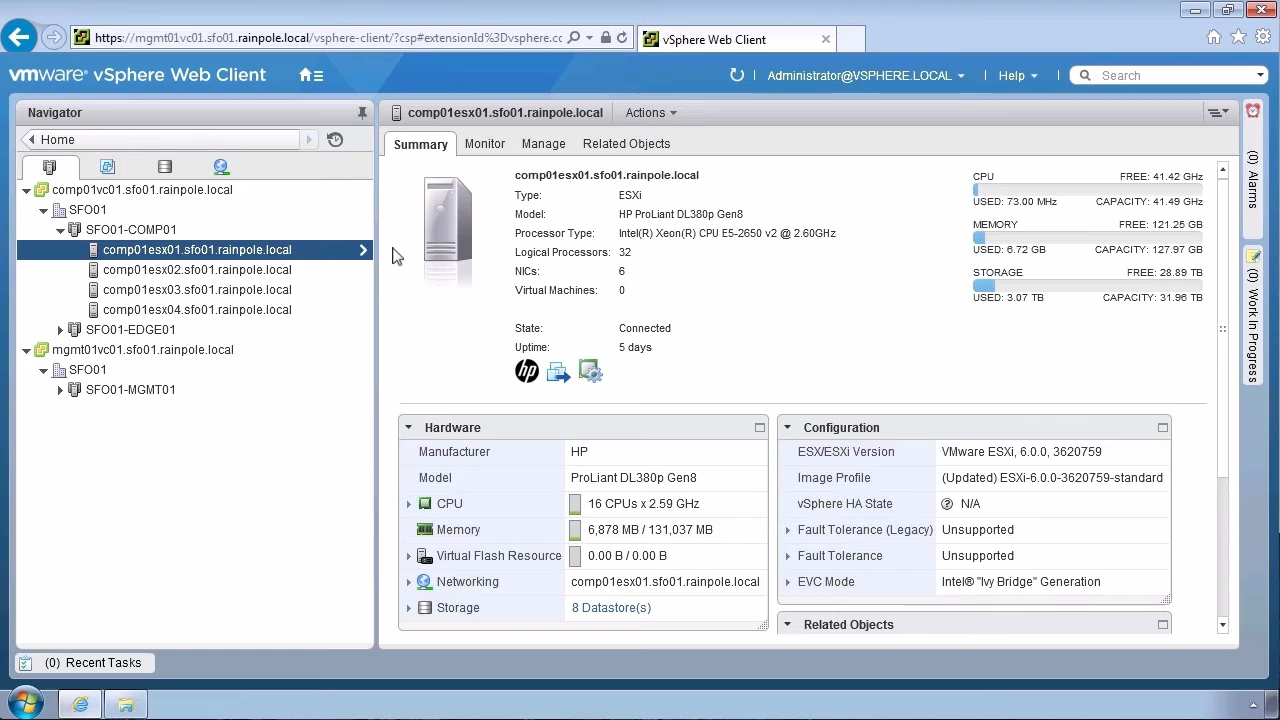 https://mgmt01vc01.sfo01.rainpole.local/vsphere-client/?csp#extensionId%3Dvsphere.cc
vSphere Web Client
vmware® vSphere Web Client
Administrator@VSPHERE.LOCAL
Help
Search
Navigator
Home
comp01vc01.sfo01.rainpole.local
SFO01
SFO01-COMP01
comp01esx01.sfo01.rainpole.local
comp01esx02.sfo01.rainpole.local
comp01esx03.sfo01.rainpole.local
comp01esx04.sfo01.rainpole.local
SFO01-EDGE01
mgmt01vc01.sfo01.rainpole.local
SFO01
SFO01-MGMT01
comp01esx01.sfo01.rainpole.local
Actions
Summary Monitor Manage Related Objects
comp01esx01.sfo01.rainpole.local
Type: ESXi
Model: HP ProLiant DL380p Gen8
Processor Type: Intel(R) Xeon(R) CPU E5-2650 v2 @ 2.60GHz
Logical Processors: 32
NICs: 6
Virtual Machines: 0
State: Connected
Uptime: 5 days
hp
CPU FREE: 41.42 GHz
USED: 73.00 MHz CAPACITY: 41.49 GHz
MEMORY FREE: 121.25 GB
USED: 6.72 GB CAPACITY: 127.97 GB
STORAGE FREE: 28.89 TB
USED: 3.07 TB CAPACITY: 31.96 TB
Hardware
Manufacturer HP
Model ProLiant DL380p Gen8
CPU 16 CPUs x 2.59 GHz
Memory 6,878 MB / 131,037 MB
Virtual Flash Resource 0.00 B / 0.00 B
Networking comp01esx01.sfo01.rainpole.local
Storage 8 Datastore(s)
Configuration
ESX/ESXi Version VMware ESXi, 6.0.0, 3620759
Image Profile (Updated) ESXi-6.0.0-3620759-standard
vSphere HA State N/A
Fault Tolerance (Legacy) Unsupported
Fault Tolerance Unsupported
EVC Mode Intel® "Ivy Bridge" Generation
Related Objects
(0) Alarms
(0) Work In Progress
(0) Recent Tasks